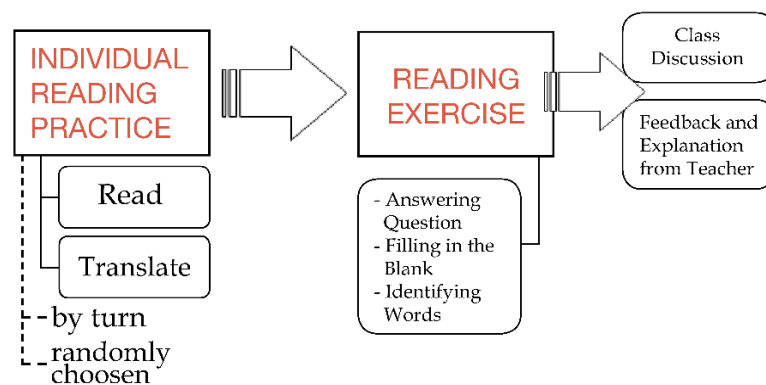 INDIVIDUAL
READING
PRACTICE
Read
Translate
by turn
randomly
choosen
READING
EXERCISE
- Answering
Question
- Filling in the
Blank
- Identifying
Words
Class
Discussion
Feedback and
Explanation
from Teacher